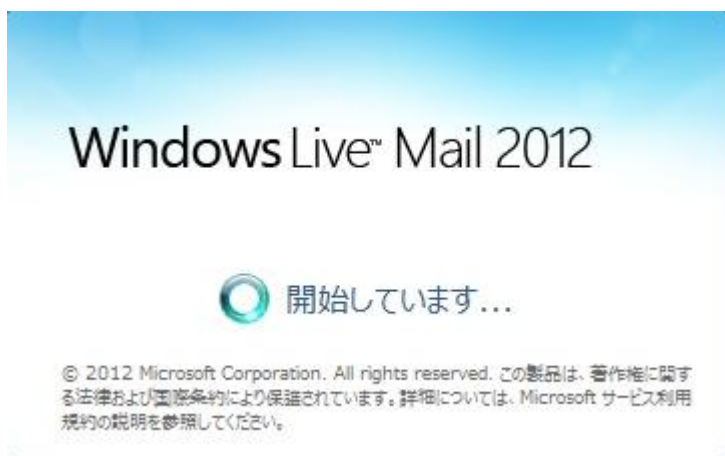 Windows Live™ Mail 2012
開始しています...
© 2012 Microsoft Corporation. All rights reserved. この製品は、著作権に関す
る法律および国際条約により保護されています。詳細については、Microsoft サービス利用
規約の説明を参照してください。